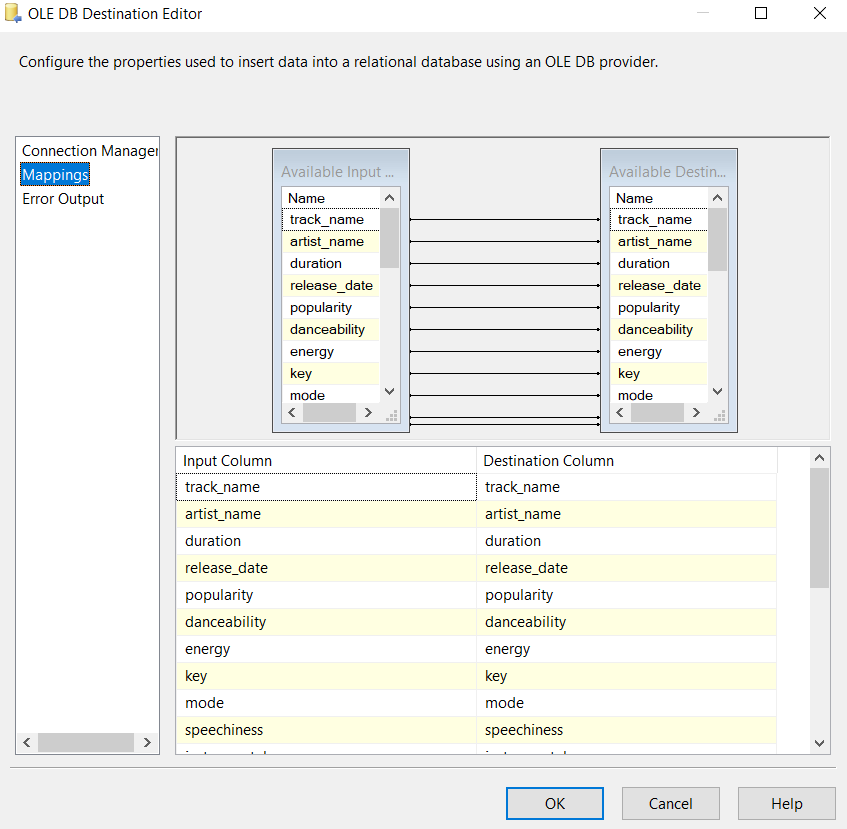 OLE DB Destination Editor
Configure the properties used to insert data into a relational database using an OLE DB provider.
Connection Manager
Mappings
Error Output
Available Input ...
Name
track_name
artist_name
duration
release_date
popularity
danceability
energy
key
mode
Available Destin...
Name
track_name
artist_name
duration
release_date
popularity
danceability
energy
key
mode
Input Column Destination Column
track_name track_name
artist_name artist_name
duration duration
release_date release_date
popularity popularity
danceability danceability
energy energy
key key
mode mode
speechiness speechiness
OK Cancel Help